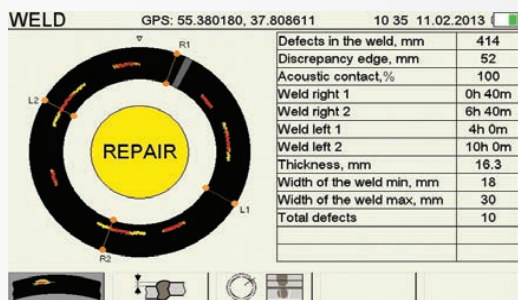 WELD GPS: 55.380180, 37.808611 10 35 11.02.2013
R1
L2
REPAIR
L1
R2
Defects in the weld, mm 414
Discrepancy edge, mm 52
Acoustic contact,% 100
Weld right 1 0h 40m
Weld right 2 6h 40m
Weld left 1 4h 0m
Weld left 2 10h 0m
Thickness, mm 16.3
Width of the weld min, mm 18
Width of the weld max, mm 30
Total defects 10